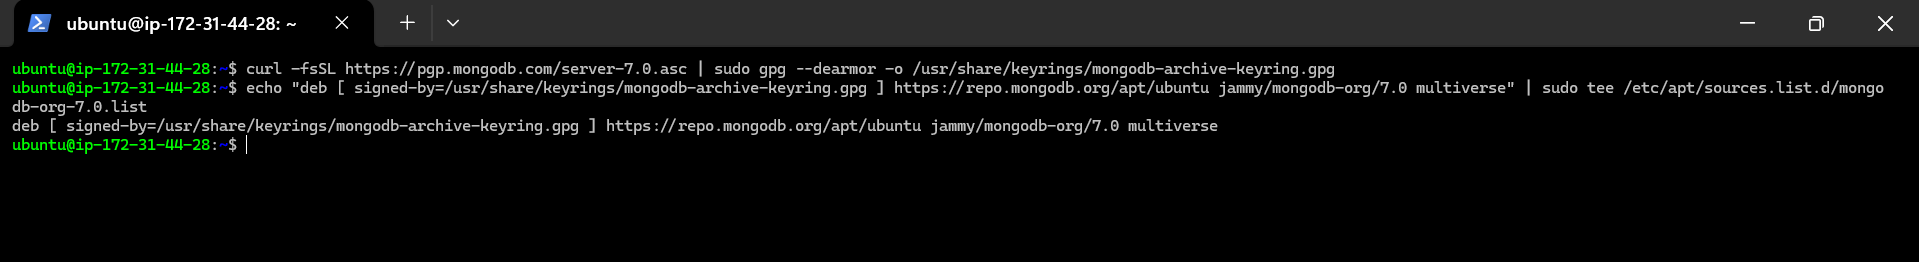 ubuntu@ip-172-31-44-28: ~
ubuntu@ip-172-31-44-28:~$ curl -fsSL https://pgp.mongodb.com/server-7.0.asc | sudo gpg --dearmor -o /usr/share/keyrings/mongodb-archive-keyring.gpg
ubuntu@ip-172-31-44-28:~$ echo "deb [ signed-by=/usr/share/keyrings/mongodb-archive-keyring.gpg ] https://repo.mongodb.org/apt/ubuntu jammy/mongodb-org/7.0 multiverse" | sudo tee /etc/apt/sources.list.d/mongo
db-org-7.0.list
deb [ signed-by=/usr/share/keyrings/mongodb-archive-keyring.gpg ] https://repo.mongodb.org/apt/ubuntu jammy/mongodb-org/7.0 multiverse
ubuntu@ip-172-31-44-28:~$